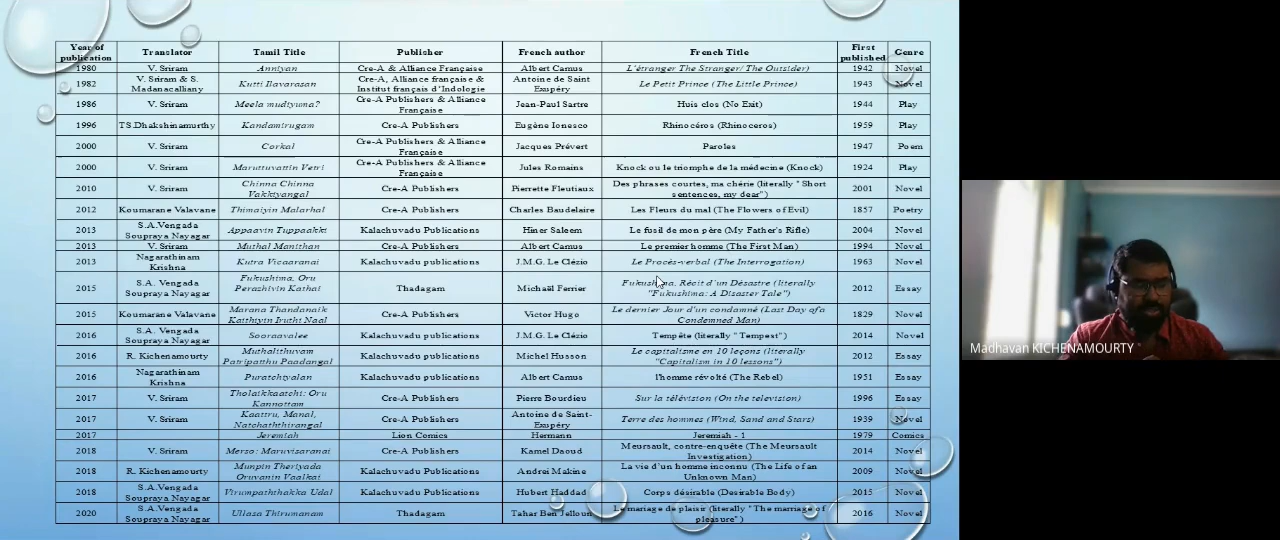 Year of publication Translator Tamil Title Publisher French author French Title First published Genre
1980 V. Sriram Anniyan Cre-A & Alliance Française Albert Camus L'étranger The Stranger/ The Outsider) 1942 Novel
1982 V. Sriram & S. Madanacalliany Kutti Ilavarasan Cre-A, Alliance française & Institut français d'Indologie Antoine de Saint Exupery Le Petit Prince (The Little Prince) 1943 Novel
1986 V. Sriram Meela mudiyuma? Cre-A Publishers & Alliance Française Jean-Paul Sartre Huis clos (No Exit) 1944 Play
1996 TS.Dhakshinamurthy Kandamirugam Cre-A Publishers Eugène Ionesco Rhinocéros (Rhinoceros) 1959 Play
2000 V. Sriram Corkal Cre-A Publishers & Alliance Française Jacques Prévert Paroles 1947 Poem
2000 V. Sriram Maruttuvattin Vetri Cre-A Publishers & Alliance Française Jules Romains Knock ou le triomphe de la médecine (Knock) 1924 Play
2010 V. Sriram Chinna Chinna Vakkiyangal Cre-A Publishers Pierrette Fleutiaux Des phrases courtes, ma chérie (literally "Short sentences, my dear") 2001 Novel
2012 Koumarane Valavane Thimaiyin Malarhal Cre-A Publishers Charles Baudelaire Les Fleurs du mal (The Flowers of Evil) 1857 Poetry
2013 S.A.Vengada Souprays Nayagar Appaavin Tuppaakki Cre-A Publishers Hiner Saleem Le fusil de mon père (My Father's Rifle) 2004 Novel
2013 V. Sriram Muthal Manithan Cre-A Publishers Albert Camus Le premier homme (The First Man) 1994 Novel
2013 Nagarathinam Krishna Kutra Vicaaranai Kalachuvadu publications J.M.G. Le Clézio Le Procès-verbal (The Interrogation) 1963 Novel
2015 S.A. Vengada Soupraya Nayagar Fukushima, Oru Perazhivin Kathai Thadagam Michaël Ferrier Fukushima, Récit d'un Désastre (literally "Fukushima: A Disaster Tale") 2012 Essay
2015 Koumarane Valavane Marana Thandanaik Kaithiyin Iruthi Naal Cre-A Publishers Victor Hugo Le dernier Jour d'un condamné (Last Day of a Condemned Man) 1829 Novel
2016 S.A. Vengada Soupraya Nayagar Sooraavalee Kalachuvadu publications J.M.G. Le Clézio Tempête (literally "Tempest") 2014 Novel
2016 R. Kichenamourty Muthalithuvam Patripatthu Paadangal Kalachuvadu publications Michel Husson Le capitalisme en 10 leçons (literally "Capitalism in 10 lessons") 2012 Essay
2016 Nagarathinam Krishna Puratchiyalan Kalachuvadu publications Albert Camus l'homme révolté (The Rebel) 1951 Essay
2017 V. Sriram Tholaikkaatchi: Oru Kannottam Cre-A Publishers Pierre Bourdieu Sur la télévision (On the television) 1996 Essay
2017 V. Sriram Kaattru, Manal, Natchaththirangal Cre-A Publishers Antoine de Saint-Exupéry Terre des hommes (Wind, Sand and Stars) 1939 Novel
2017 Jeremiah Lion Comics Hermann Jeremiah - 1 1979 Comics
2018 V. Sriram Merso: Maruvisaranai Cre-A Publishers Kamel Daoud Meursault, contre-enquête (The Meursault Investigation) 2014 Novel
2018 R. Kichenamourty Munpin Theriyada Oruvanin Vaalkai Kalachuvadu Publications Andreï Makine La vie d'un homme inconnu (The Life of an Unknown Man) 2009 Novel
2018 S.A.Vengada Soupraya Nayagar Virumpaththakka Udal Kalachuvadu Publications Hubert Haddad Corps désirable (Desirable Body) 2015 Novel
2020 S.A.Vengada Soupraya Nayagar Ullasa Thirumanam Thadagam Tahar Ben Jelloun Le mariage de plaisir (literally "The marriage of pleasure") 2016 Novel
Madhavan KICHENAMOURTY